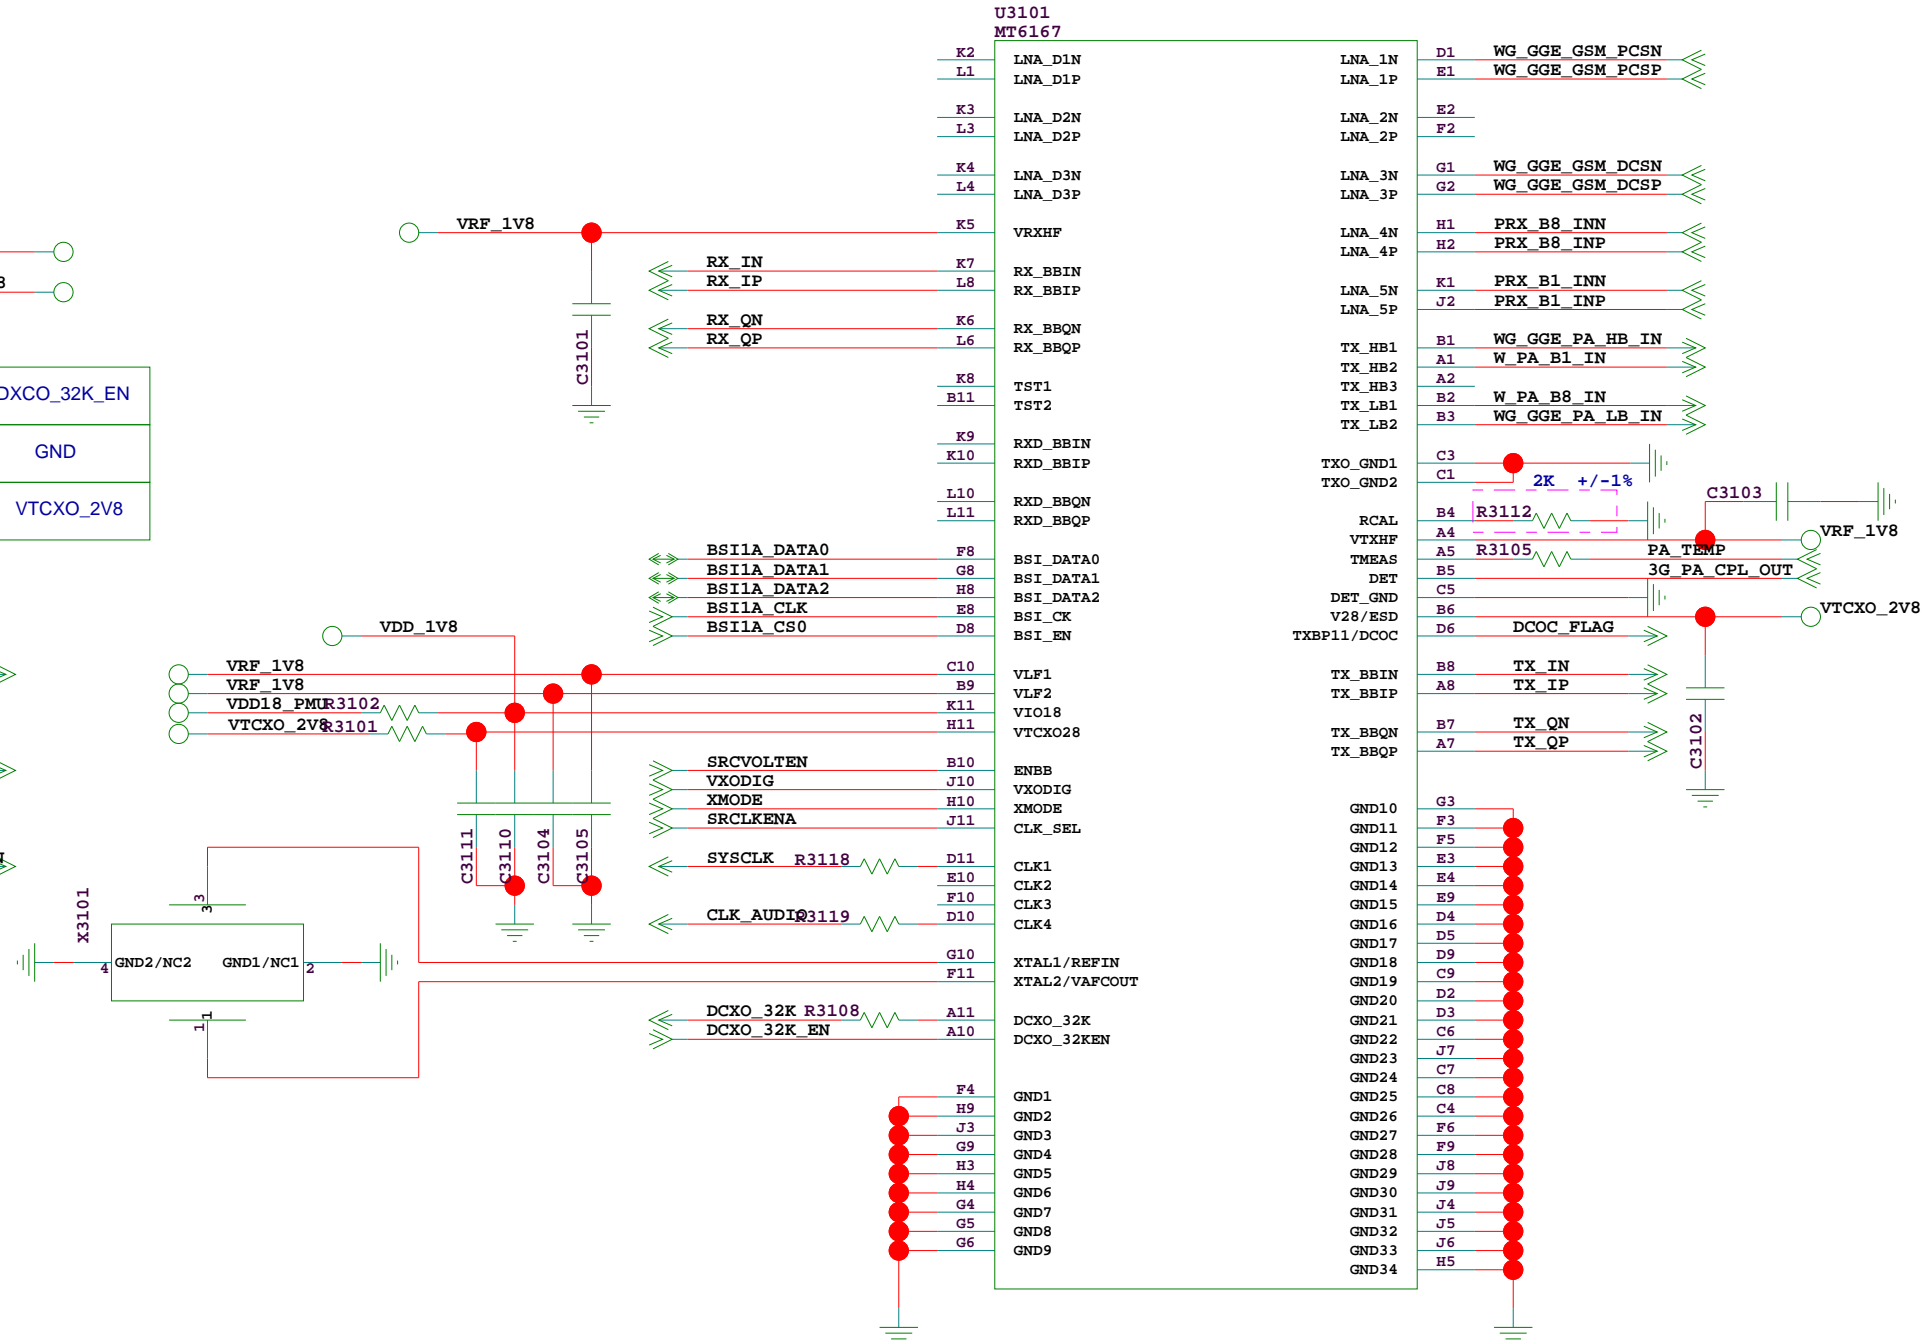 U3101
MT6167
K2 LNA_D1N LNA_1N D1 WG_GGE_GSM_PCSN
L1 LNA_D1P LNA_1P E1 WG_GGE_GSM_PCSP
K3 LNA_D2N LNA_2N E2
L3 LNA_D2P LNA_2P F2
K4 LNA_D3N LNA_3N G1 WG_GGE_GSM_DCSN
L4 LNA_D3P LNA_3P G2 WG_GGE_GSM_DCSP
VRF_1V8 K5 VRXHF LNA_4N H1 PRX_B8_INN
LNA_4P H2 PRX_B8_INP
RX_IN K7 RX_BBIN
RX_IP L8 RX_BBIP LNA_5N K1 PRX_B1_INN
LNA_5P J2 PRX_B1_INP
RX_QN K6 RX_BBQN
RX_QP L6 RX_BBQP TX_HB1 B1 WG_GGE_PA_HB_IN
C3101
TX_HB2 A1 W_PA_B1_IN
K8 TST1 TX_HB3 A2
DXCO_32K_EN
B11 TST2 TX_LB1 B2 W_PA_B8_IN
TX_LB2 B3 WG_GGE_PA_LB_IN
K9 RXD_BBIN
GND
K10 RXD_BBIP TXO_GND1 C3
TXO_GND2 C1
2K +/-1%
L10 RXD_BBQN C3103
VTCXO_2V8
L11 RXD_BBQP RCAL B4 R3112
VTXHF A4 VRF_1V8
BSI1A_DATA0 F8 BSI_DATA0 TMEAS A5 R3105 PA_TEMP
BSI1A_DATA1 G8 BSI_DATA1 DET B5 3G_PA_CPL_OUT
BSI1A_DATA2 H8 BSI_DATA2 DET_GND C5
BSI1A_CLK E8 BSI_CK V28/ESD B6 VTCXO_2V8
VDD_1V8 BSI1A_CS0 D8 BSI_EN TXBP11/DCOC D6 DCOC_FLAG
VRF_1V8 C10 VLF1 TX_BBIN B8 TX_IN
VRF_1V8 B9 VLF2 TX_BBIP A8 TX_IP
VDD18_PMU R3102 K11 VIO18
VTCXO_2V8 R3101 H11 VTCXO28 TX_BBQN B7 TX_QN
TX_BBQP A7 TX_QP
C3102
SRCVOLTEN B10 ENBB
VXODIG J10 VXODIG
XMODE H10 XMODE GND10 G3
SRCLKENA J11 CLK_SEL GND11 F3
C3111 C3110 C3104 C3105
GND12 F5
SYSCLK R3118 D11 CLK1 GND13 E3
E10 CLK2 GND14 E4
F10 CLK3 GND15 E9
CLK_AUDIO R3119 D10 CLK4 GND16 D4
X3101
3 3
GND17 D5
4 GND2/NC2 GND1/NC1 2
G10 XTAL1/REFIN GND18 D9
F11 XTAL2/VAFCOUT GND19 C9
GND20 D2
1 1
DCXO_32K R3108 A11 DCXO_32K GND21 D3
DCXO_32K_EN A10 DCXO_32KEN GND22 C6
GND23 J7
GND24 C7
F4 GND1 GND25 C8
H9 GND2 GND26 C4
J3 GND3 GND27 F6
G9 GND4 GND28 F9
H3 GND5 GND29 J8
H4 GND6 GND30 J9
G4 GND7 GND31 J4
G5 GND8 GND32 J5
G6 GND9 GND33 J6
GND34 H5